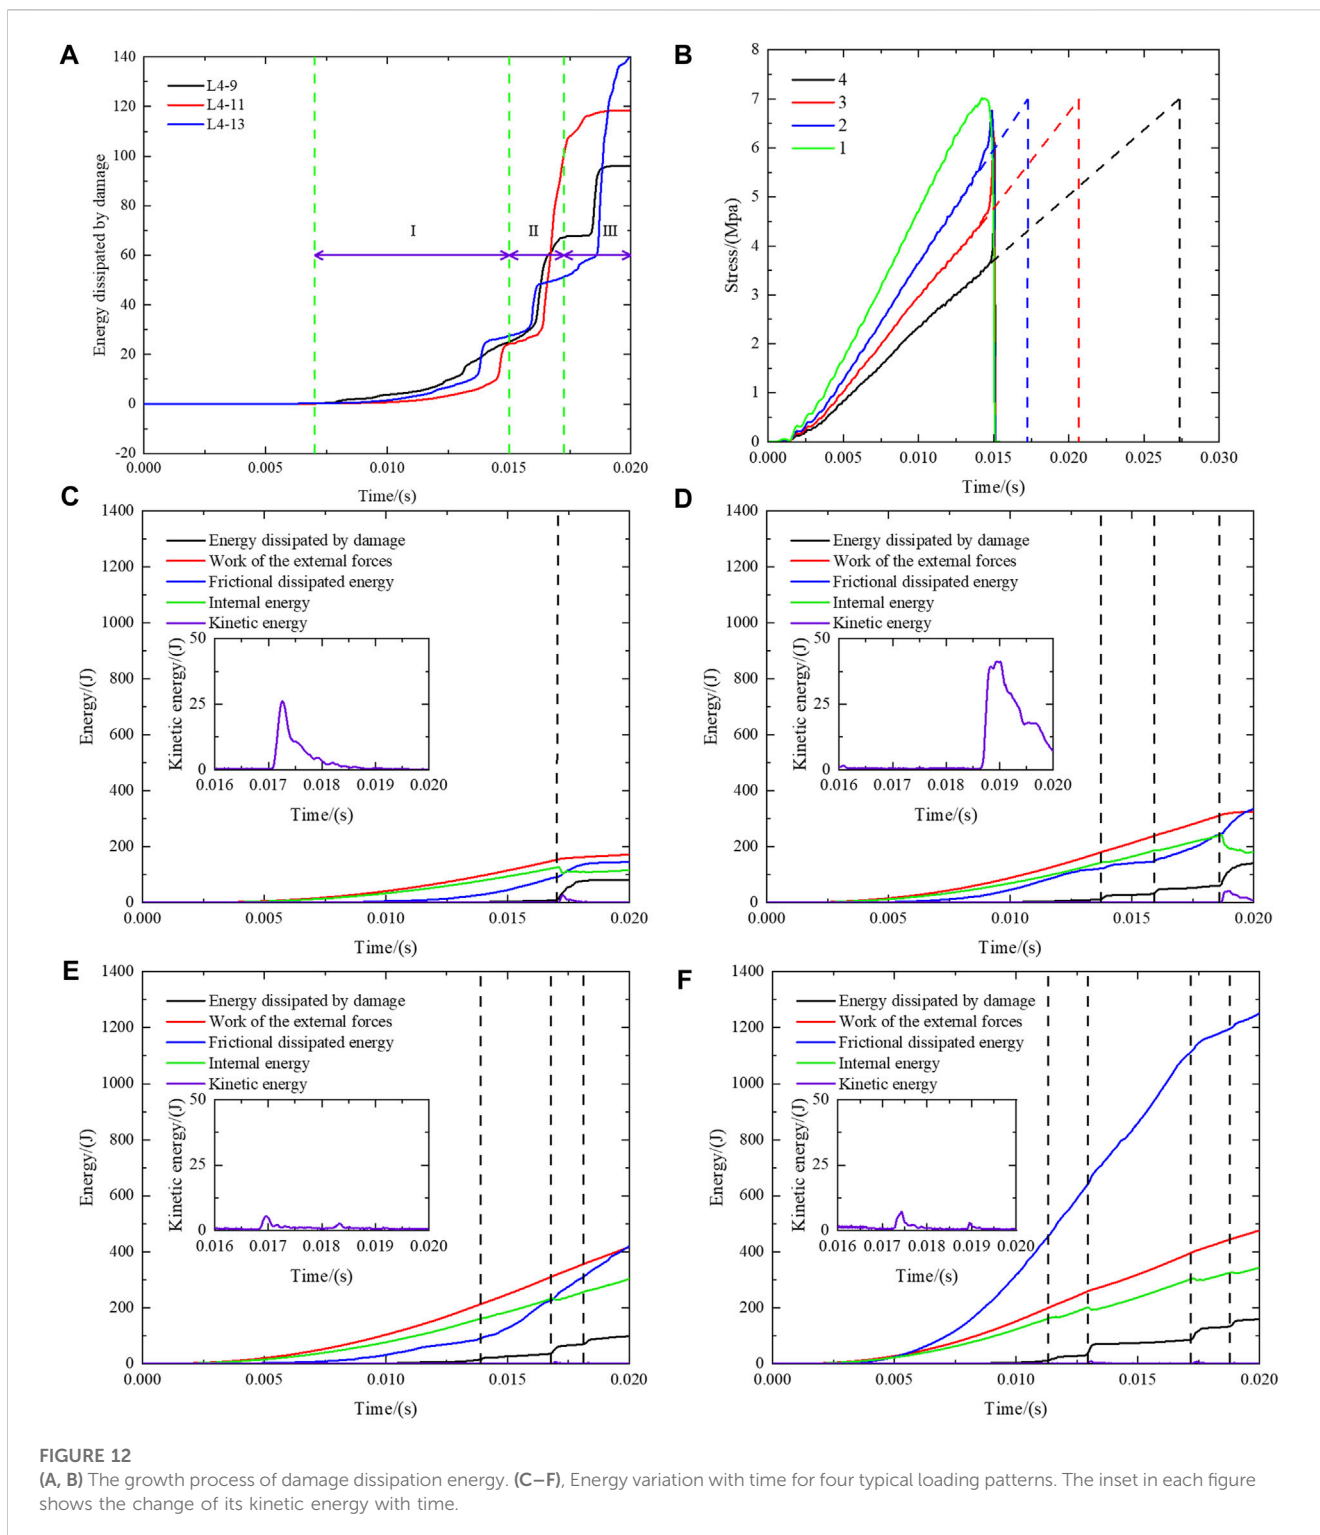 A
140
120
100
80
60
40
20
0
-20
Energy dissipated by damage
L4-9
L4-11
L4-13
I
II
III
0.000
0.005
0.010
0.015
0.020
Time/(s)
B
8
7
6
5
4
3
2
1
0
Stress/(Mpa)
4
3
2
1
0.000
0.005
0.010
0.015
0.020
0.025
0.030
Time/(s)
C
1400
1200
1000
800
600
400
200
0
Energy/(J)
Energy dissipated by damage
Work of the external forces
Frictional dissipated energy
Internal energy
Kinetic energy
50
25
0
Kinetic energy/(J)
0.016
0.017
0.018
0.019
0.020
Time/(s)
0.000
0.005
0.010
0.015
0.020
Time/(s)
D
1400
1200
1000
800
600
400
200
0
Energy/(J)
Energy dissipated by damage
Work of the external forces
Frictional dissipated energy
Internal energy
Kinetic energy
50
25
0
Kinetic energy/(J)
0.016
0.017
0.018
0.019
0.020
Time/(s)
0.000
0.005
0.010
0.015
0.020
Time/(s)
E
1400
1200
1000
800
600
400
200
0
Energy/(J)
Energy dissipated by damage
Work of the external forces
Frictional dissipated energy
Internal energy
Kinetic energy
50
25
0
Kinetic energy/(J)
0.016
0.017
0.018
0.019
0.020
Time/(s)
0.000
0.005
0.010
0.015
0.020
Time/(s)
F
1400
1200
1000
800
600
400
200
0
Energy/(J)
Energy dissipated by damage
Work of the external forces
Frictional dissipated energy
Internal energy
Kinetic energy
50
25
0
Kinetic energy/(J)
0.016
0.017
0.018
0.019
0.020
Time/(s)
0.000
0.005
0.010
0.015
0.020
Time/(s)
FIGURE 12
(A, B) The growth process of damage dissipation energy. (C–F), Energy variation with time for four typical loading patterns. The inset in each figure
shows the change of its kinetic energy with time.